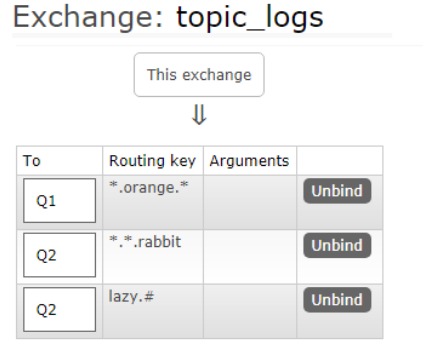 Exchange: topic_logs
This exchange
⇓
To Routing key Arguments
Q1 *.orange.* Unbind
Q2 *.*.rabbit Unbind
Q2 lazy.# Unbind